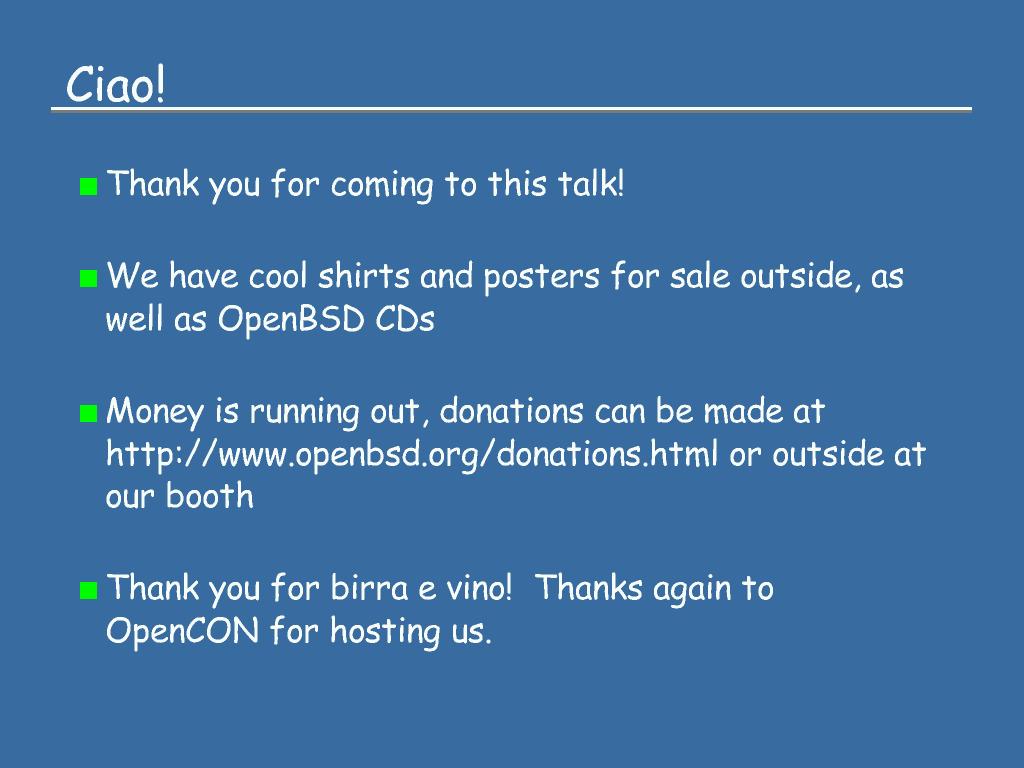 Ciao!
Thank you for coming to this talk!
We have cool shirts and posters for sale outside, as
well as OpenBSD CDs
Money is running out, donations can be made at
http://www.openbsd.org/donations.html or outside at
our booth
Thank you for birra e vino!  Thanks again to
OpenCON for hosting us.